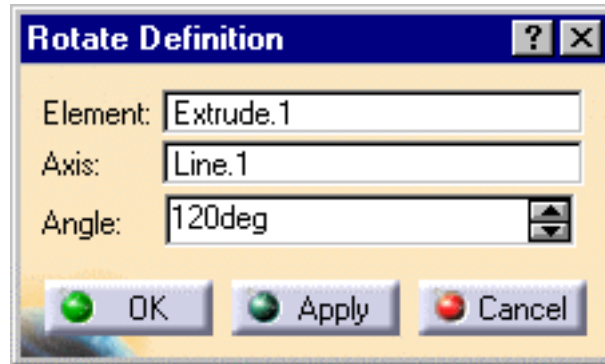 Rotate Definition ? X
Element: Extrude.1
Axis: Line.1
Angle: 120deg
OK Apply Cancel